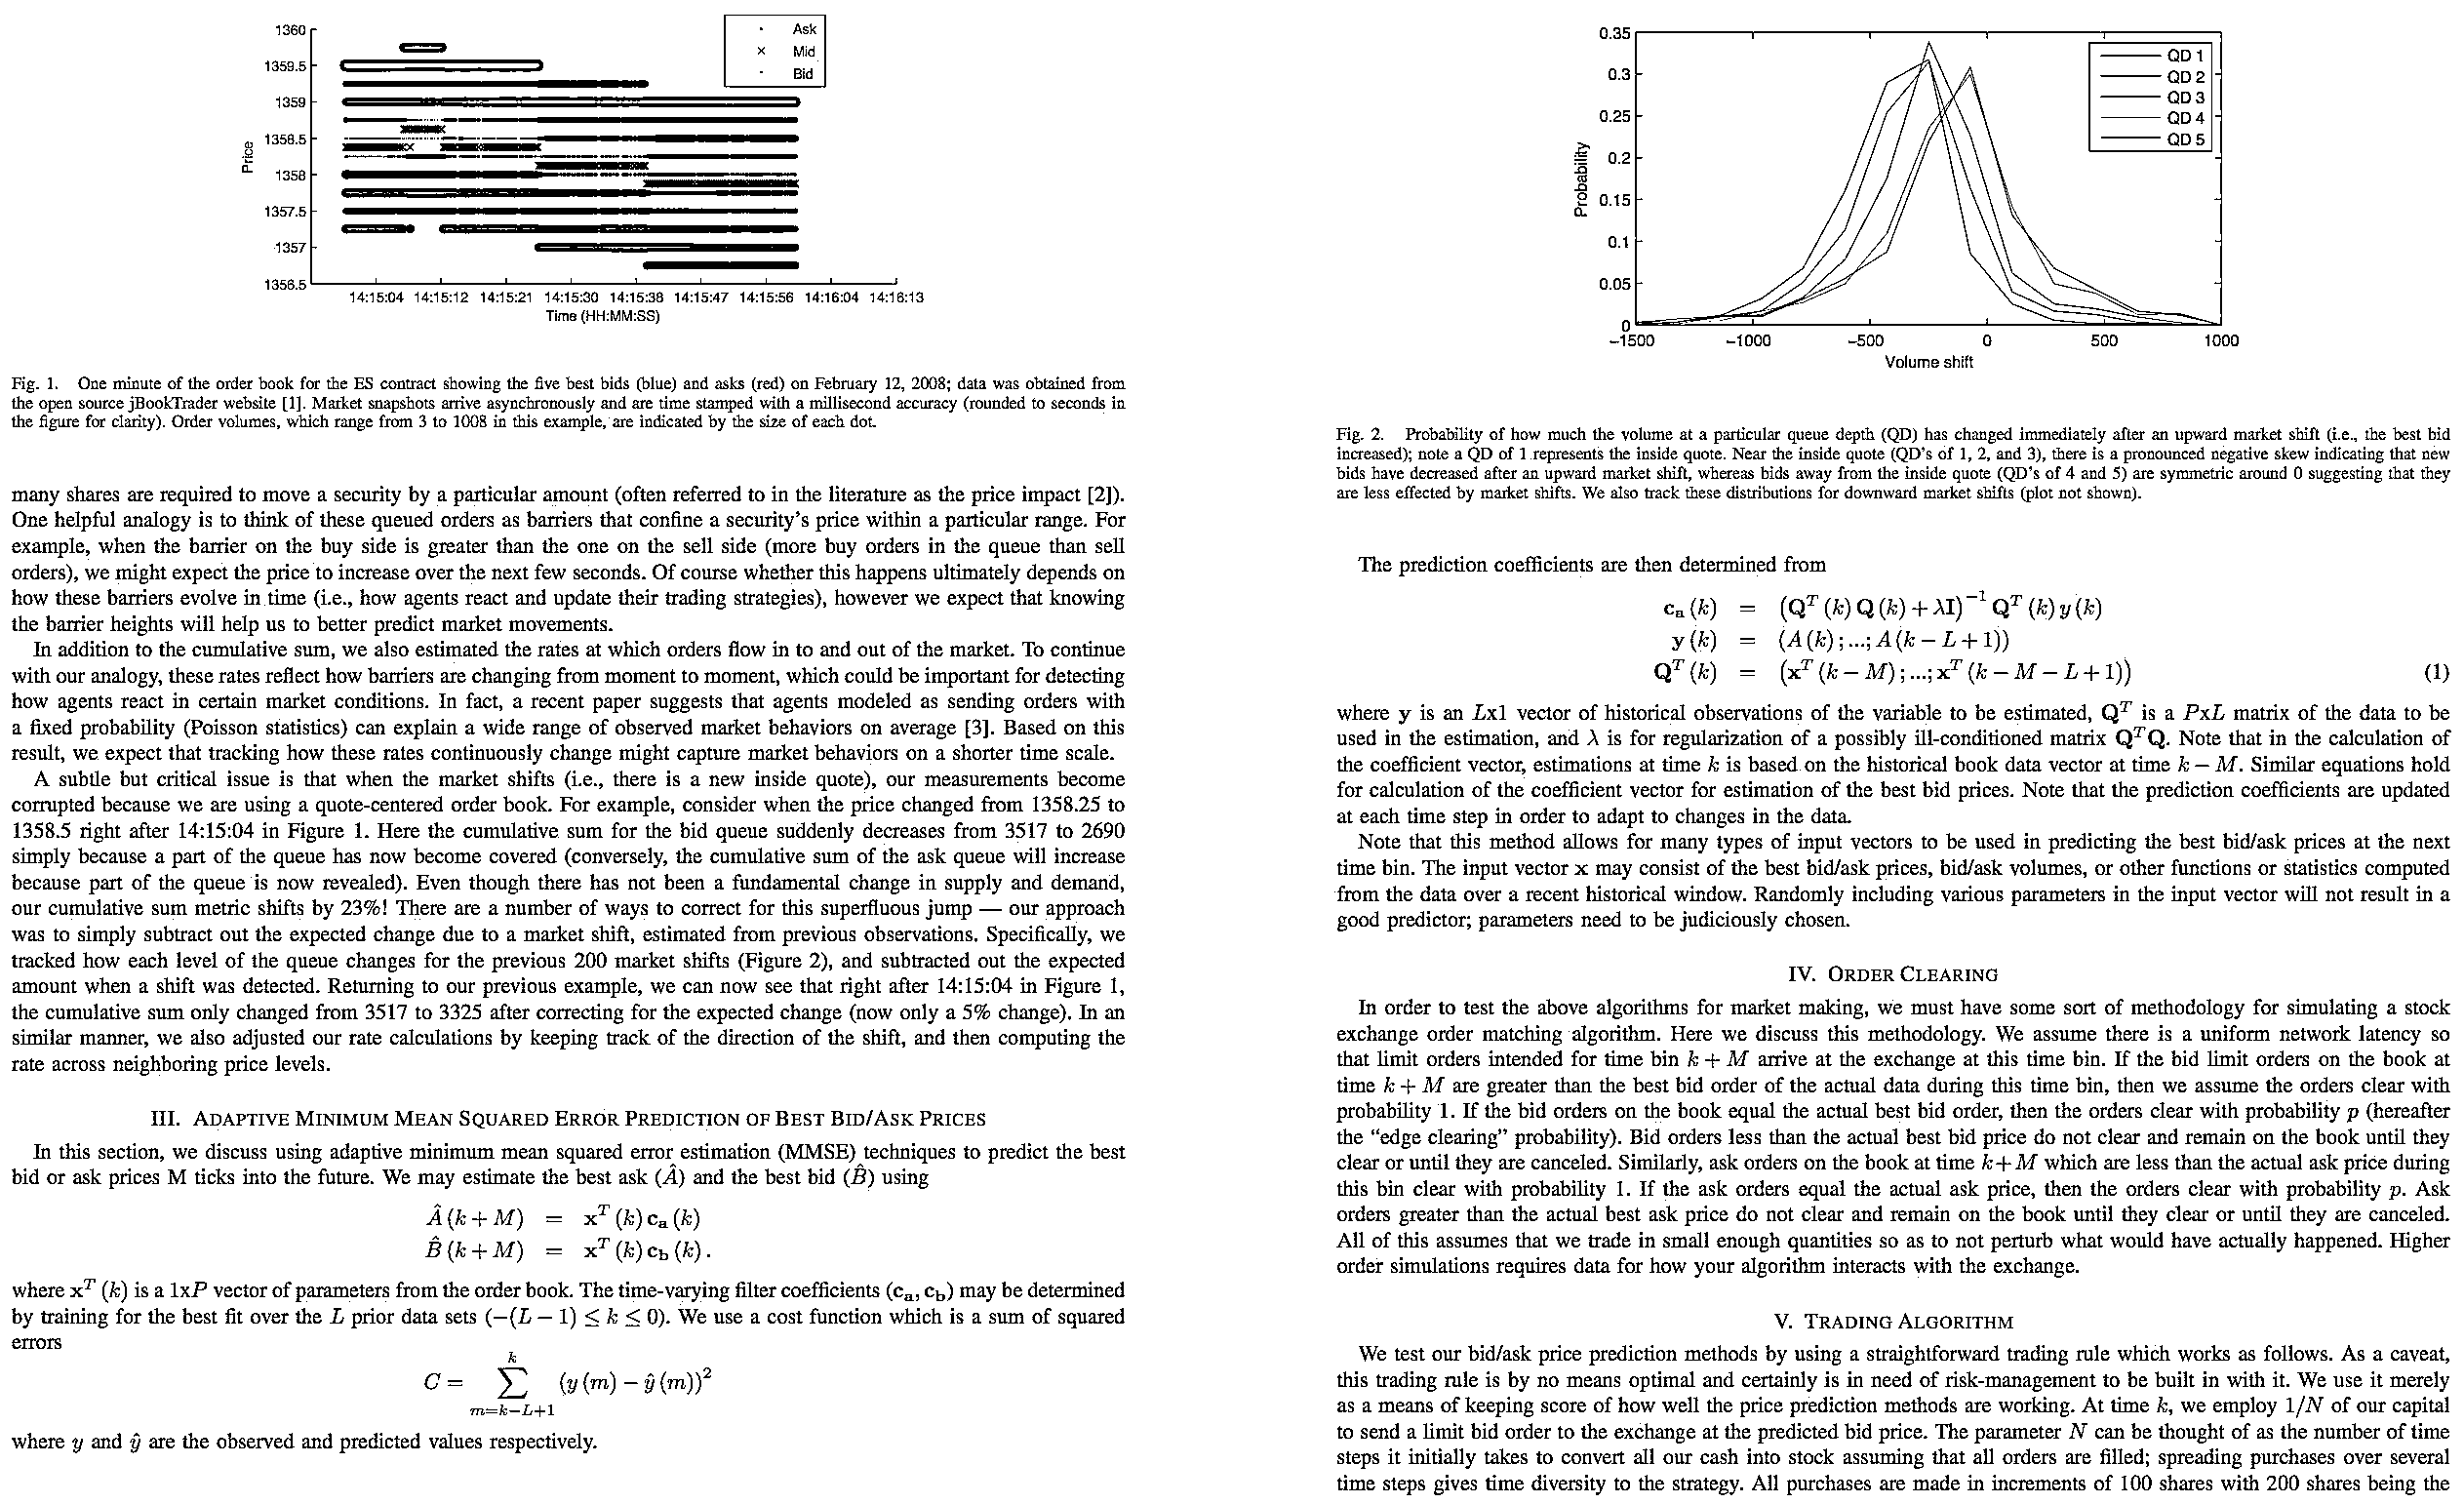 1360
1359.5
1359
1358.5
1358
1357.5
1357
1356.5
Price
Ask
Mid
Bid
14:15:04 14:15:12 14:15:21 14:15:30 14:15:38 14:15:47 14:15:56 14:16:04 14:16:13
Time (HH:MM:SS)
Fig. 1. One minute of the order book for the ES contract showing the five best bids (blue) and asks (red) on February 12, 2008; data was obtained from
the open source jBookTrader website [1]. Market snapshots arrive asynchronously and are time stamped with a millisecond accuracy (rounded to seconds in
the figure for clarity). Order volumes, which range from 3 to 1008 in this example, are indicated by the size of each dot.
many shares are required to move a security by a particular amount (often referred to in the literature as the price impact [2]).
One helpful analogy is to think of these queued orders as barriers that confine a security's price within a particular range. For
example, when the barrier on the buy side is greater than the one on the sell side (more buy orders in the queue than sell
orders), we might expect the price to increase over the next few seconds. Of course whether this happens ultimately depends on
how these barriers evolve in time (i.e., how agents react and update their trading strategies), however we expect that knowing
the barrier heights will help us to better predict market movements.
In addition to the cumulative sum, we also estimated the rates at which orders flow in to and out of the market. To continue
with our analogy, these rates reflect how barriers are changing from moment to moment, which could be important for detecting
how agents react in certain market conditions. In fact, a recent paper suggests that agents modeled as sending orders with
a fixed probability (Poisson statistics) can explain a wide range of observed market behaviors on average [3]. Based on this
result, we expect that tracking how these rates continuously change might capture market behaviors on a shorter time scale.
A subtle but critical issue is that when the market shifts (i.e., there is a new inside quote), our measurements become
corrupted because we are using a quote-centered order book. For example, consider when the price changed from 1358.25 to
1358.5 right after 14:15:04 in Figure 1. Here the cumulative sum for the bid queue suddenly decreases from 3517 to 2690
simply because a part of the queue has now become covered (conversely, the cumulative sum of the ask queue will increase
because part of the queue is now revealed). Even though there has not been a fundamental change in supply and demand,
our cumulative sum metric shifts by 23%! There are a number of ways to correct for this superfluous jump — our approach
was to simply subtract out the expected change due to a market shift, estimated from previous observations. Specifically, we
tracked how each level of the queue changes for the previous 200 market shifts (Figure 2), and subtracted out the expected
amount when a shift was detected. Returning to our previous example, we can now see that right after 14:15:04 in Figure 1,
the cumulative sum only changed from 3517 to 3325 after correcting for the expected change (now only a 5% change). In an
similar manner, we also adjusted our rate calculations by keeping track of the direction of the shift, and then computing the
rate across neighboring price levels.
III. ADAPTIVE MINIMUM MEAN SQUARED ERROR PREDICTION OF BEST BID/ASK PRICES
In this section, we discuss using adaptive minimum mean squared error estimation (MMSE) techniques to predict the best
bid or ask prices M ticks into the future. We may estimate the best ask (Â) and the best bid (B̂) using
Â (k + M) = x^T (k) c_a (k)
B̂ (k + M) = x^T (k) c_b (k) .
where x^T (k) is a 1xP vector of parameters from the order book. The time-varying filter coefficients (c_a, c_b) may be determined
by training for the best fit over the L prior data sets (−(L − 1) ≤ k ≤ 0). We use a cost function which is a sum of squared
errors
C = ∑_{m=k−L+1}^{k} (y (m) − ŷ (m))^2
where y and ŷ are the observed and predicted values respectively.
0.35
0.3
0.25
0.2
0.15
0.1
0.05
0
Probability
QD 1
QD 2
QD 3
QD 4
QD 5
−1500 −1000 −500 0 500 1000
Volume shift
Fig. 2. Probability of how much the volume at a particular queue depth (QD) has changed immediately after an upward market shift (i.e., the best bid
increased); note a QD of 1 represents the inside quote. Near the inside quote (QD's of 1, 2, and 3), there is a pronounced negative skew indicating that new
bids have decreased after an upward market shift, whereas bids away from the inside quote (QD's of 4 and 5) are symmetric around 0 suggesting that they
are less effected by market shifts. We also track these distributions for downward market shifts (plot not shown).
The prediction coefficients are then determined from
c_a (k) = (Q^T (k) Q (k) + λI)^{−1} Q^T (k) y (k)
y (k) = (A (k) ; ...; A (k − L + 1))
Q^T (k) = (x^T (k − M) ; ...; x^T (k − M − L + 1)) (1)
where y is an Lx1 vector of historical observations of the variable to be estimated, Q^T is a PxL matrix of the data to be
used in the estimation, and λ is for regularization of a possibly ill-conditioned matrix Q^TQ. Note that in the calculation of
the coefficient vector, estimations at time k is based on the historical book data vector at time k − M. Similar equations hold
for calculation of the coefficient vector for estimation of the best bid prices. Note that the prediction coefficients are updated
at each time step in order to adapt to changes in the data.
Note that this method allows for many types of input vectors to be used in predicting the best bid/ask prices at the next
time bin. The input vector x may consist of the best bid/ask prices, bid/ask volumes, or other functions or statistics computed
from the data over a recent historical window. Randomly including various parameters in the input vector will not result in a
good predictor; parameters need to be judiciously chosen.
IV. ORDER CLEARING
In order to test the above algorithms for market making, we must have some sort of methodology for simulating a stock
exchange order matching algorithm. Here we discuss this methodology. We assume there is a uniform network latency so
that limit orders intended for time bin k + M arrive at the exchange at this time bin. If the bid limit orders on the book at
time k + M are greater than the best bid order of the actual data during this time bin, then we assume the orders clear with
probability 1. If the bid orders on the book equal the actual best bid order, then the orders clear with probability p (hereafter
the "edge clearing" probability). Bid orders less than the actual best bid price do not clear and remain on the book until they
clear or until they are canceled. Similarly, ask orders on the book at time k + M which are less than the actual ask price during
this bin clear with probability 1. If the ask orders equal the actual ask price, then the orders clear with probability p. Ask
orders greater than the actual best ask price do not clear and remain on the book until they clear or until they are canceled.
All of this assumes that we trade in small enough quantities so as to not perturb what would have actually happened. Higher
order simulations requires data for how your algorithm interacts with the exchange.
V. TRADING ALGORITHM
We test our bid/ask price prediction methods by using a straightforward trading rule which works as follows. As a caveat,
this trading rule is by no means optimal and certainly is in need of risk-management to be built in with it. We use it merely
as a means of keeping score of how well the price prediction methods are working. At time k, we employ 1/N of our capital
to send a limit bid order to the exchange at the predicted bid price. The parameter N can be thought of as the number of time
steps it initially takes to convert all our cash into stock assuming that all orders are filled; spreading purchases over several
time steps gives time diversity to the strategy. All purchases are made in increments of 100 shares with 200 shares being the